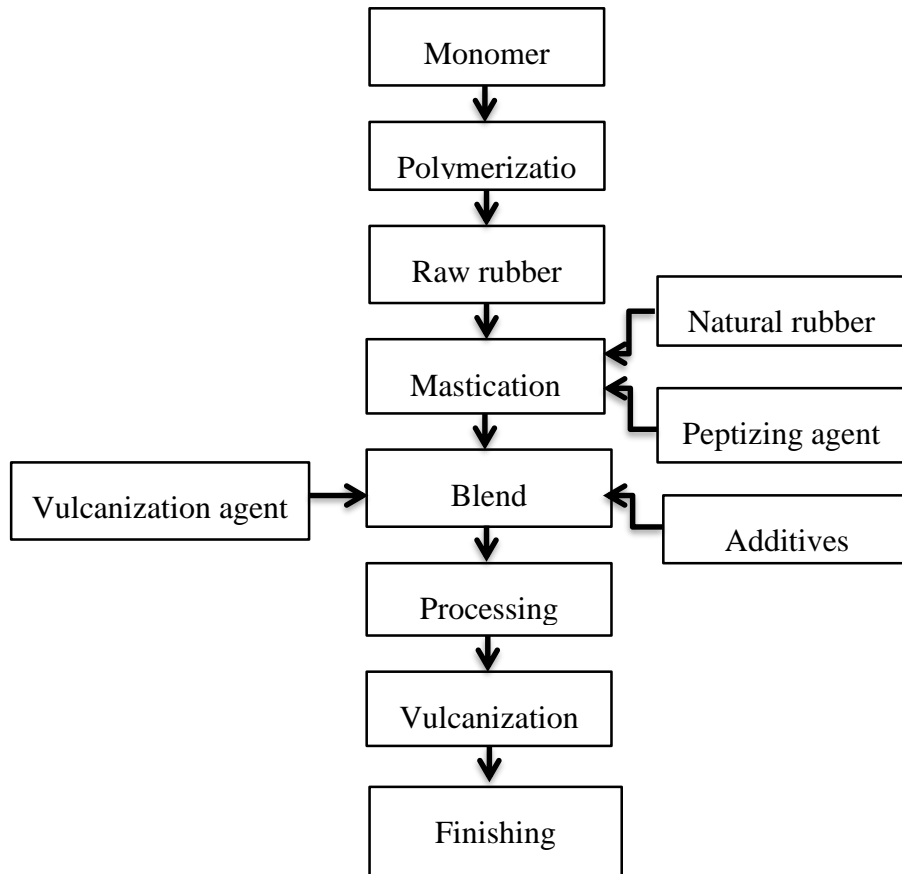 Monomer
Polymerizatio
Raw rubber
Natural rubber
Mastication
Peptizing agent
Blend
Vulcanization agent
Additives
Processing
Vulcanization
Finishing